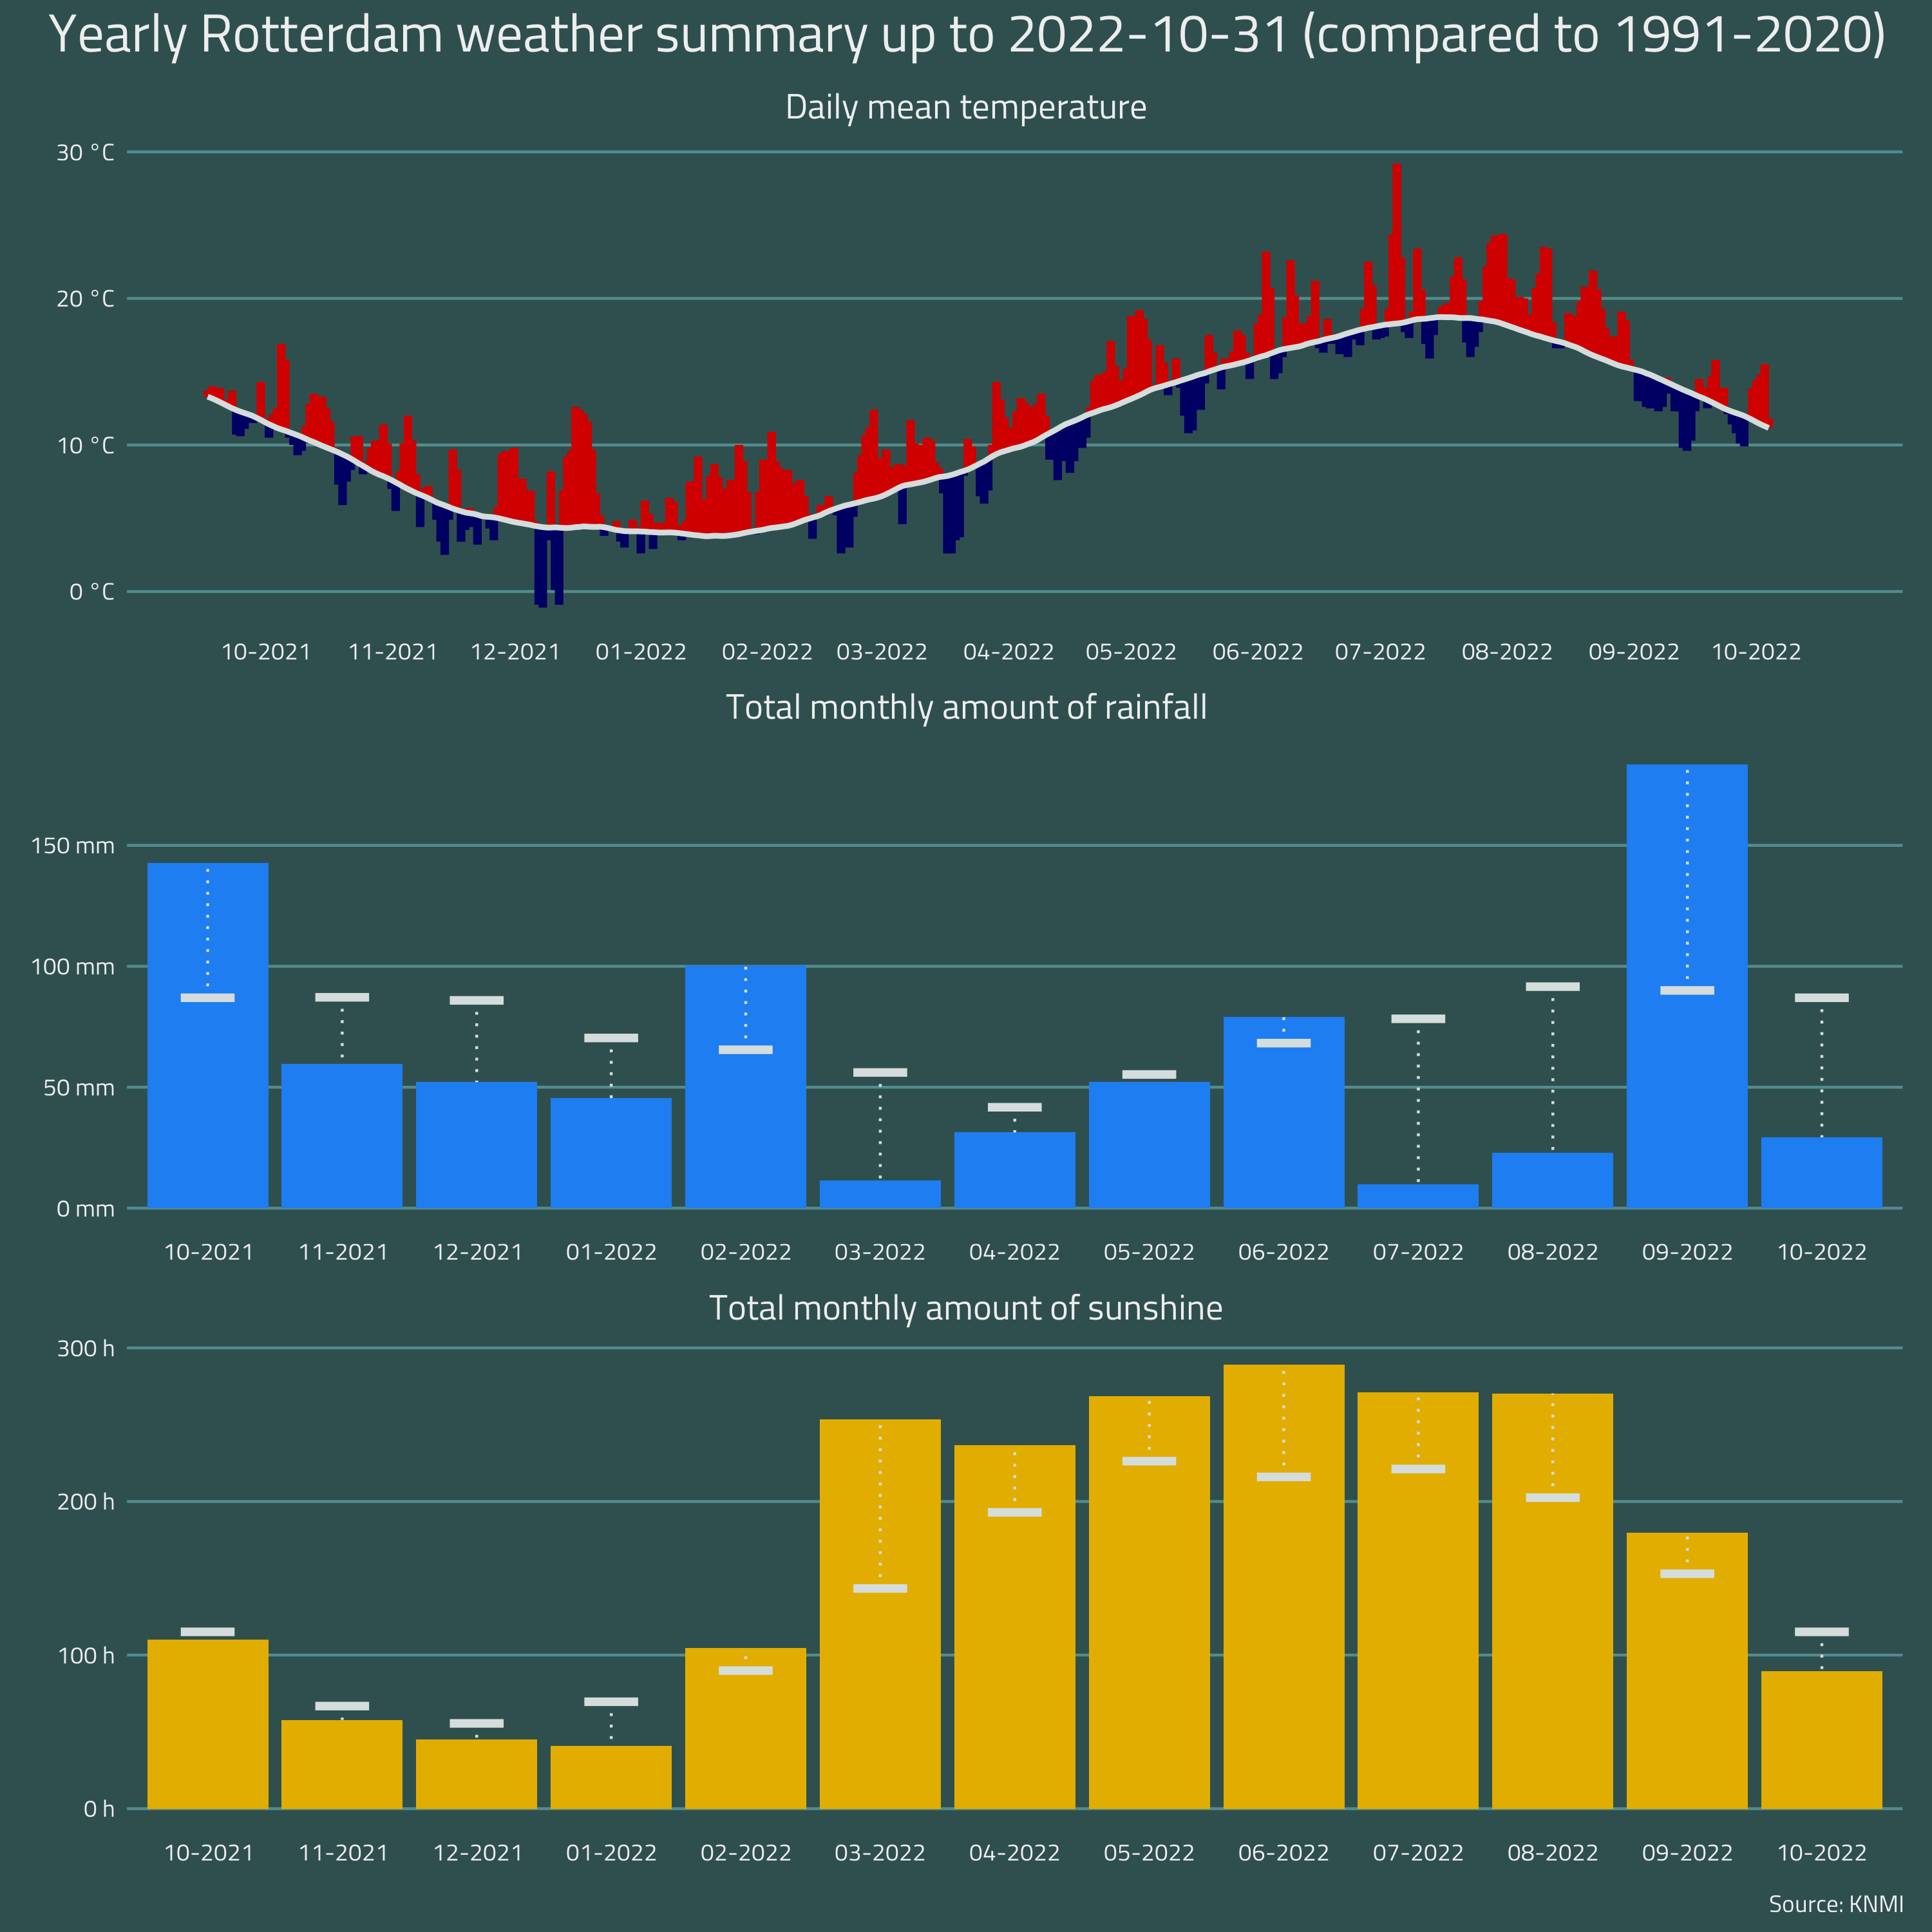 Yearly Rotterdam weather summary up to 2022-10-31 (compared to 1991-2020)
Daily mean temperature
30 °C
20 °C
10 °C
0 °C
10-2021 11-2021 12-2021 01-2022 02-2022 03-2022 04-2022 05-2022 06-2022 07-2022 08-2022 09-2022 10-2022
Total monthly amount of rainfall
150 mm
100 mm
50 mm
0 mm
10-2021 11-2021 12-2021 01-2022 02-2022 03-2022 04-2022 05-2022 06-2022 07-2022 08-2022 09-2022 10-2022
Total monthly amount of sunshine
300 h
200 h
100 h
0 h
10-2021 11-2021 12-2021 01-2022 02-2022 03-2022 04-2022 05-2022 06-2022 07-2022 08-2022 09-2022 10-2022
Source: KNMI